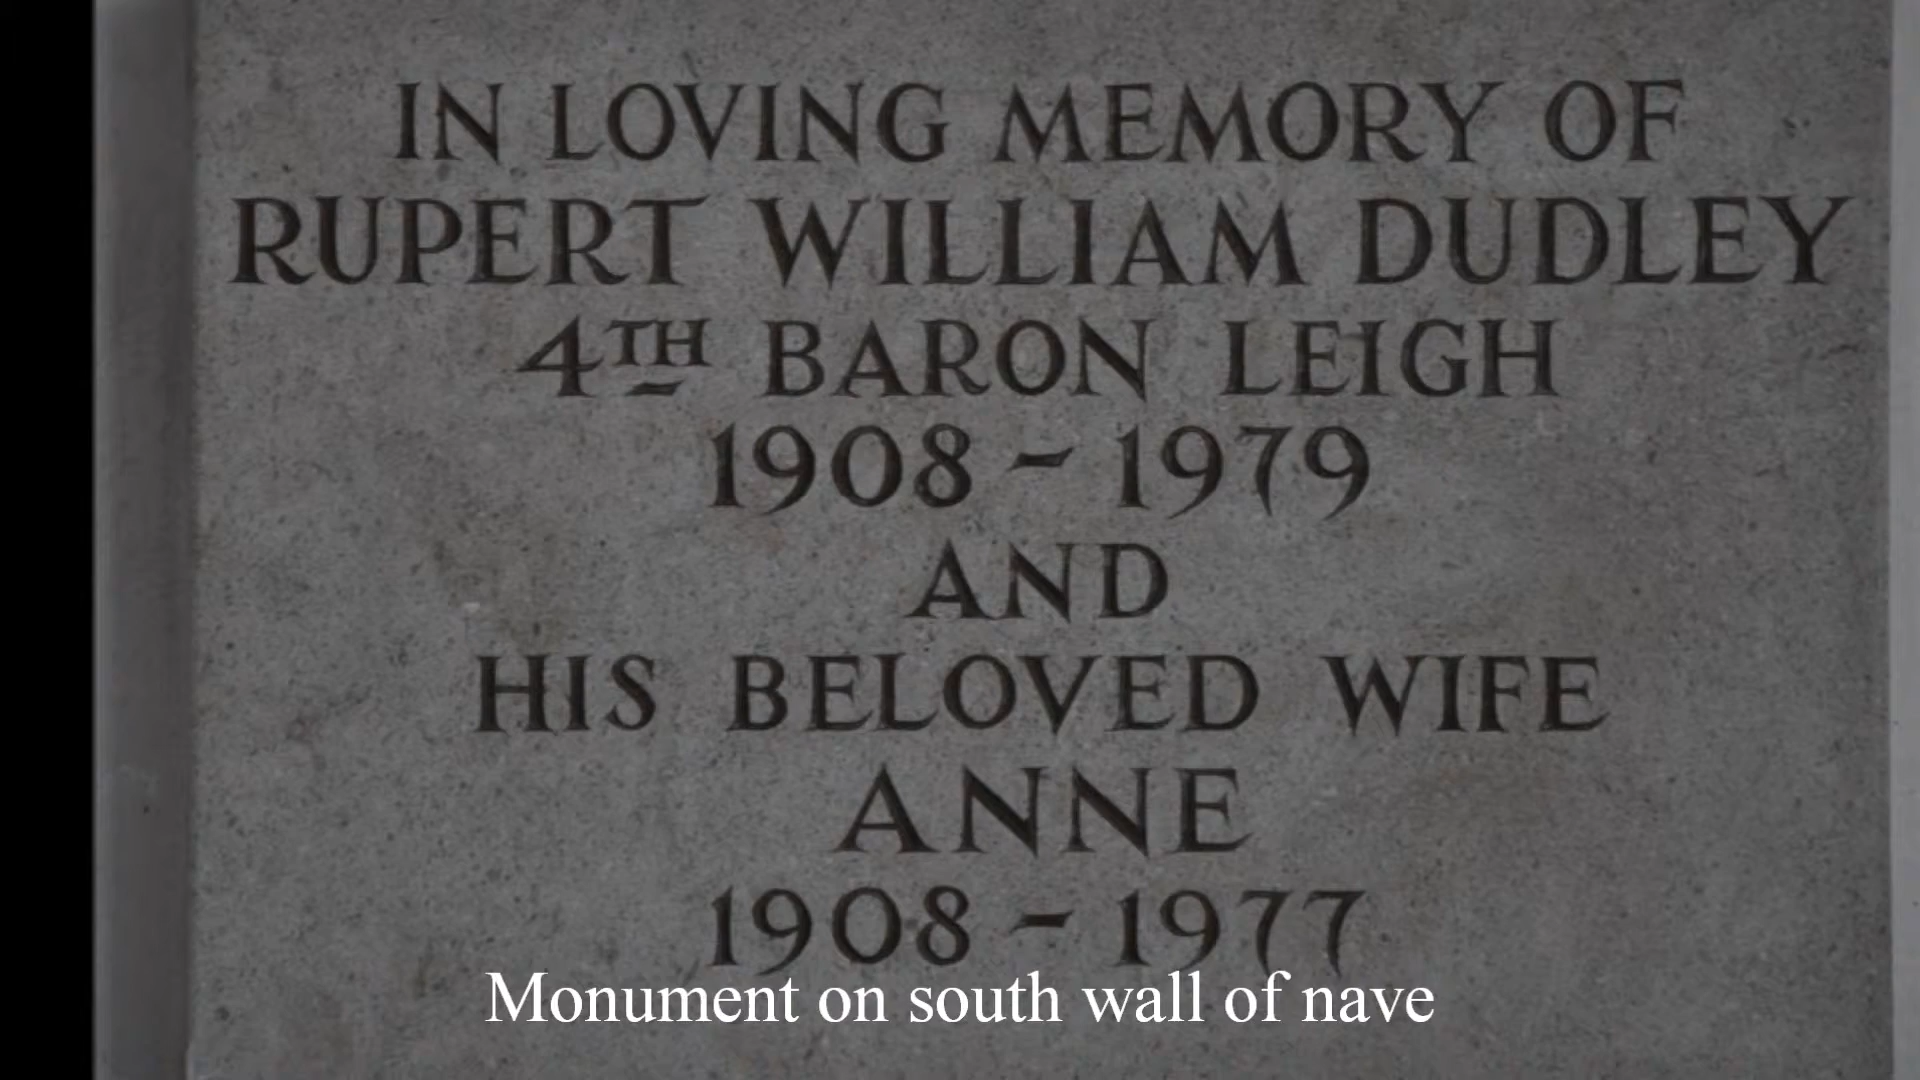 IN LOVING MEMORY OF
RUPERT WILLIAM DUDLEY
4TH BARON LEIGH
1908 - 1979
AND
HIS BELOVED WIFE
ANNE
1908 - 1977
Monument on south wall of nave